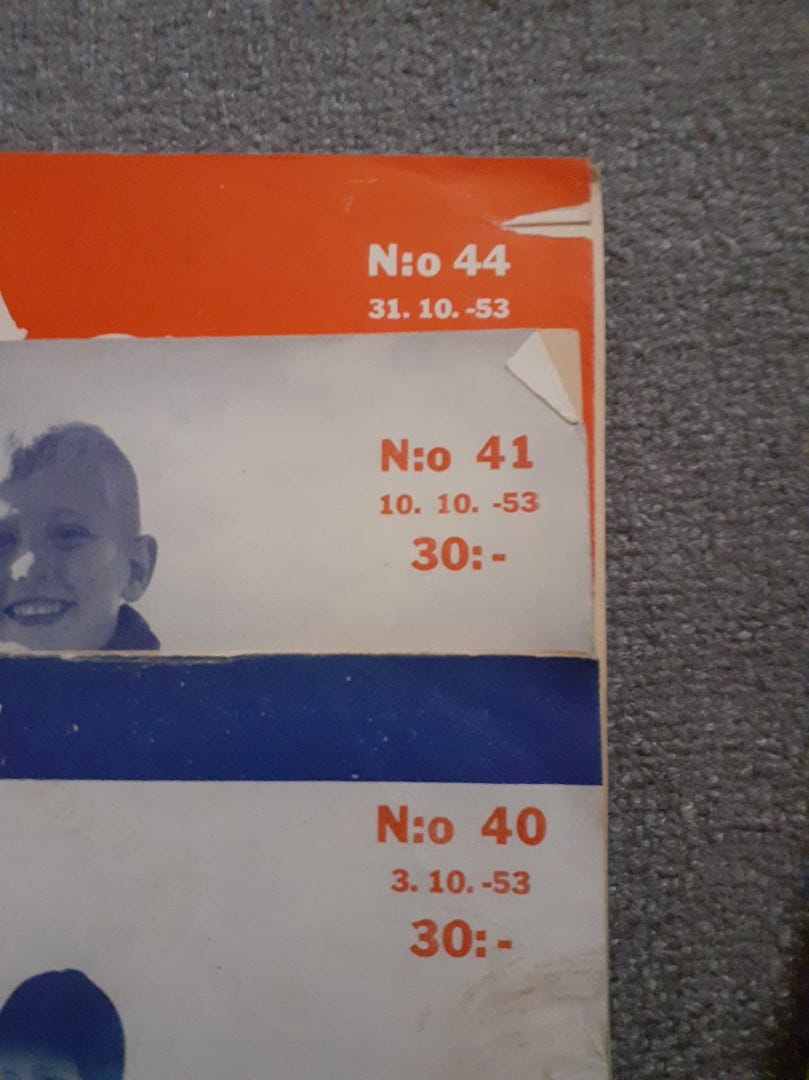 N:o 44
31. 10. -53
N:o 41
10. 10. -53
30:-
N:o 40
3. 10. -53
30:-